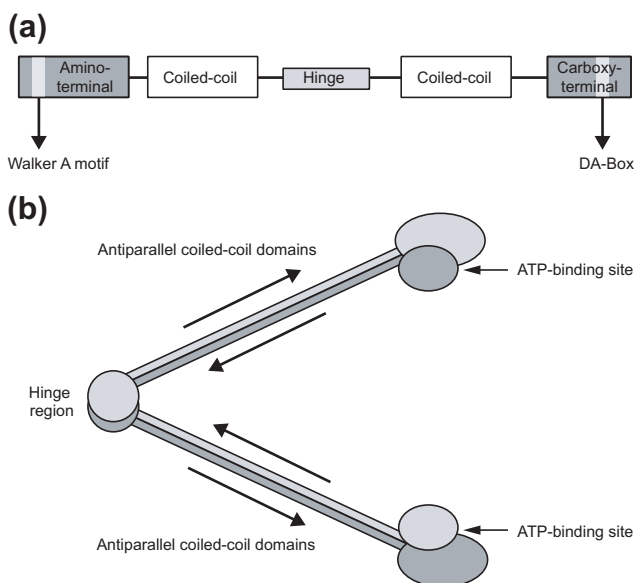 (a)
Amino-
terminal
Coiled-coil
Hinge
Coiled-coil
Carboxy-
terminal
Walker A motif
DA-Box
(b)
Antiparallel coiled-coil domains
ATP-binding site
Hinge
region
ATP-binding site
Antiparallel coiled-coil domains